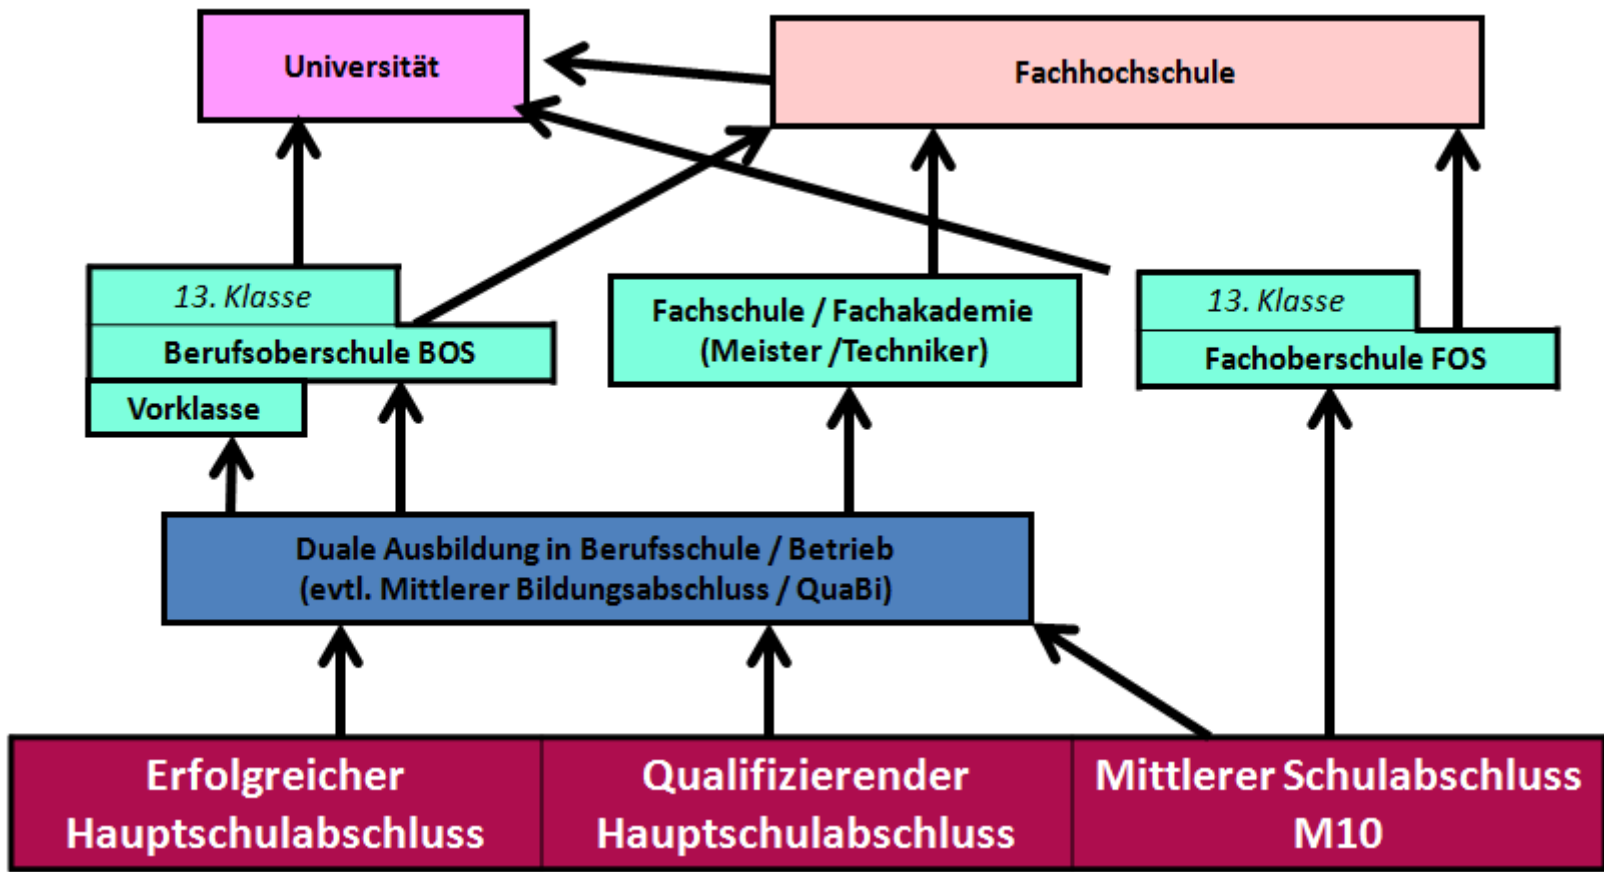 Universität
Fachhochschule
13. Klasse
Berufsoberschule BOS
Vorklasse
Fachschule / Fachakademie
(Meister /Techniker)
13. Klasse
Fachoberschule FOS
Duale Ausbildung in Berufsschule / Betrieb
(evtl. Mittlerer Bildungsabschluss / QuaBi)
Erfolgreicher
Hauptschulabschluss
Qualifizierender
Hauptschulabschluss
Mittlerer Schulabschluss
M10